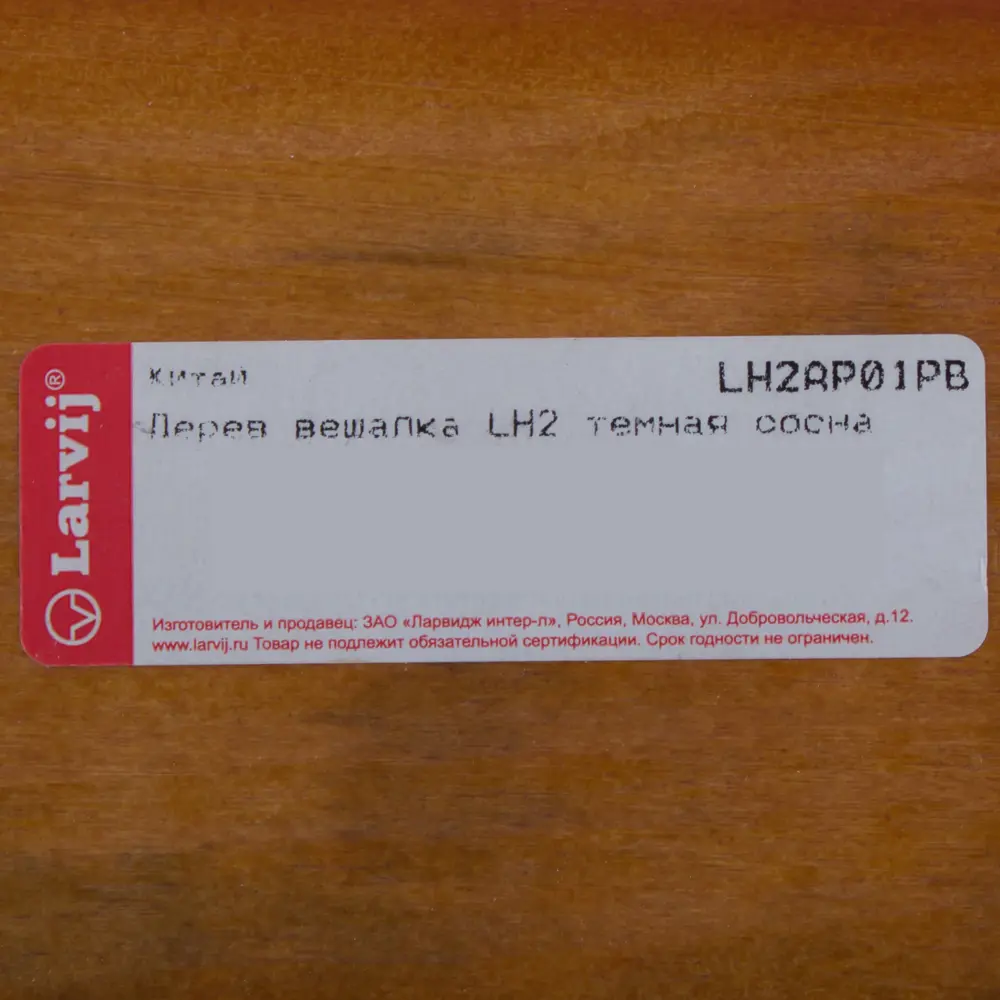 Larvij®
Китай LH2AP01PB
Дерев вешалка LH2 темная сосна
Изготовитель и продавец: ЗАО «Ларвидж интер-л», Россия, Москва, ул. Добровольческая, д.12.
www.larvij.ru Товар не подлежит обязательной сертификации. Срок годности не ограничен.